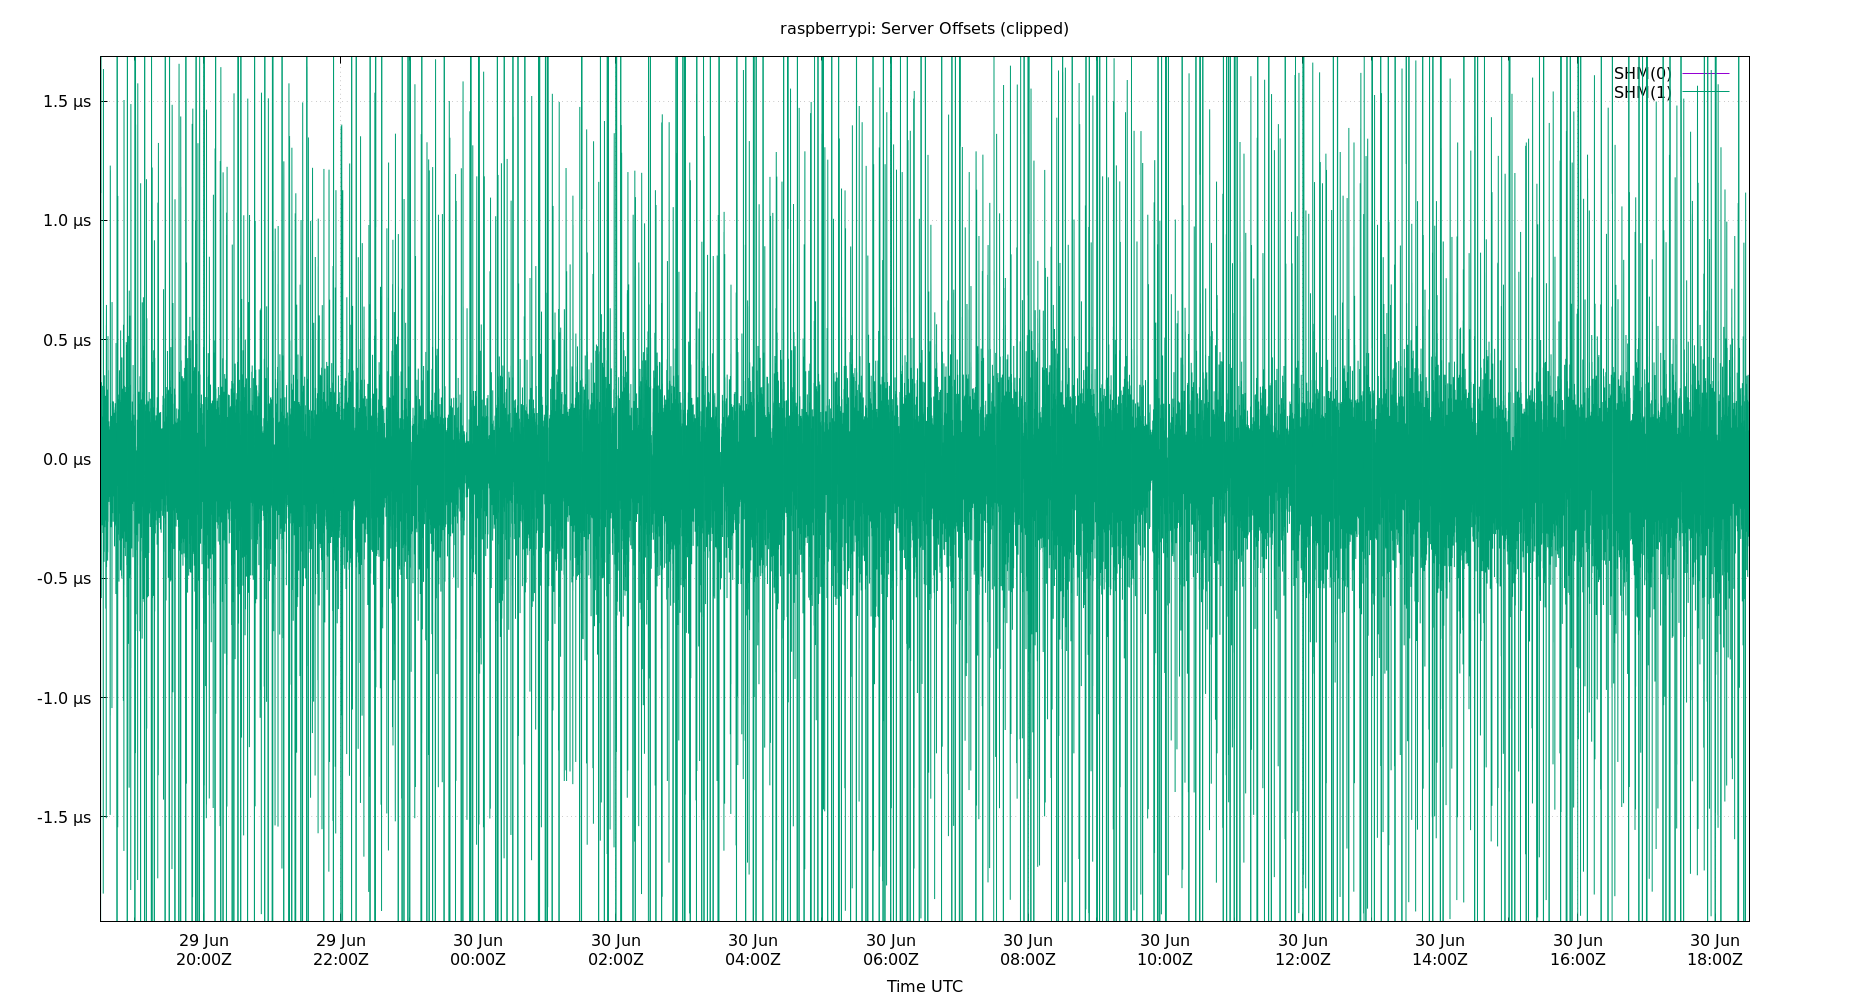 raspberrypi: Server Offsets (clipped)
SHM(0)
SHM(1)
1.5 µs
1.0 µs
0.5 µs
0.0 µs
-0.5 µs
-1.0 µs
-1.5 µs
29 Jun 29 Jun 30 Jun 30 Jun 30 Jun 30 Jun 30 Jun 30 Jun 30 Jun 30 Jun 30 Jun 30 Jun
20:00Z 22:00Z 00:00Z 02:00Z 04:00Z 06:00Z 08:00Z 10:00Z 12:00Z 14:00Z 16:00Z 18:00Z
Time UTC